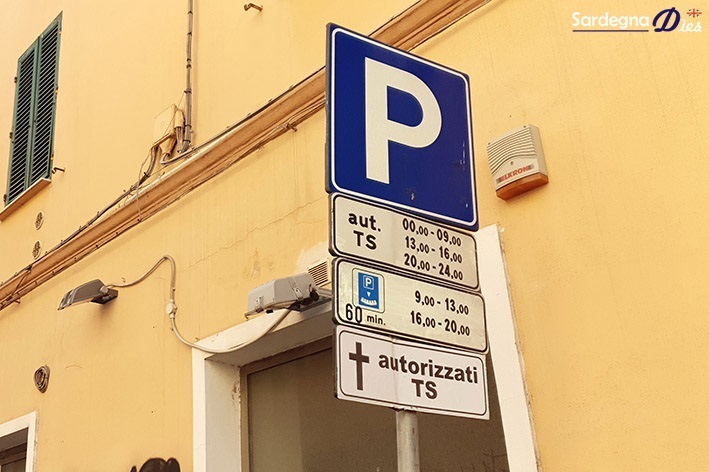 Sardegna Dies
P
aut. TS
00,00-09,00
13,00-16,00
20,00-24,00
P
60 min.
9,00-13,00
16,00-20,00
autorizzati
TS
ELKRON